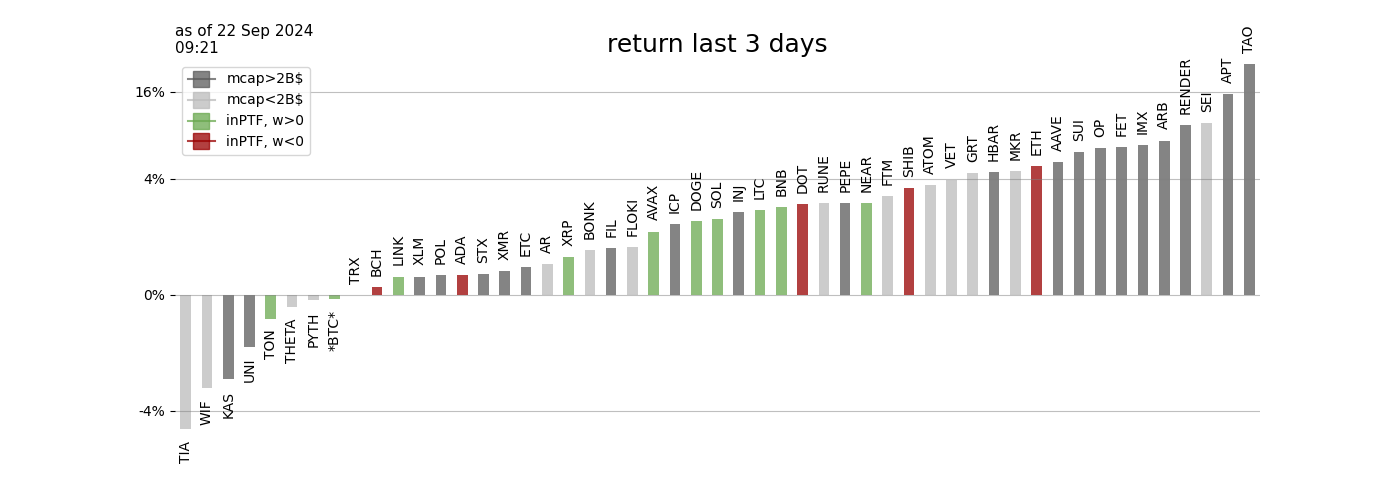 as of 22 Sep 2024
09:21
return last 3 days
mcap>2B$
mcap<2B$
inPTF, w>0
inPTF, w<0
16%
4%
0%
-4%
TIA
WIF
KAS
UNI
TON
THETA
PYTH
*BTC*
TRX
BCH
LINK
XLM
POL
ADA
STX
XMR
ETC
AR
XRP
BONK
FIL
FLOKI
AVAX
ICP
DOGE
SOL
INJ
LTC
BNB
DOT
RUNE
PEPE
NEAR
FTM
SHIB
ATOM
VET
GRT
HBAR
MKR
ETH
AAVE
SUI
OP
FET
IMX
ARB
RENDER
SEI
APT
TAO